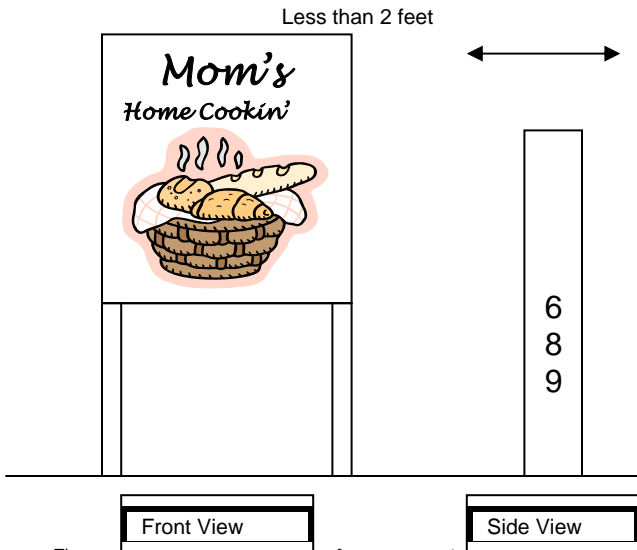 Less than 2 feet
Mom's
Home Cookin'
6
8
9
Front View
Side View